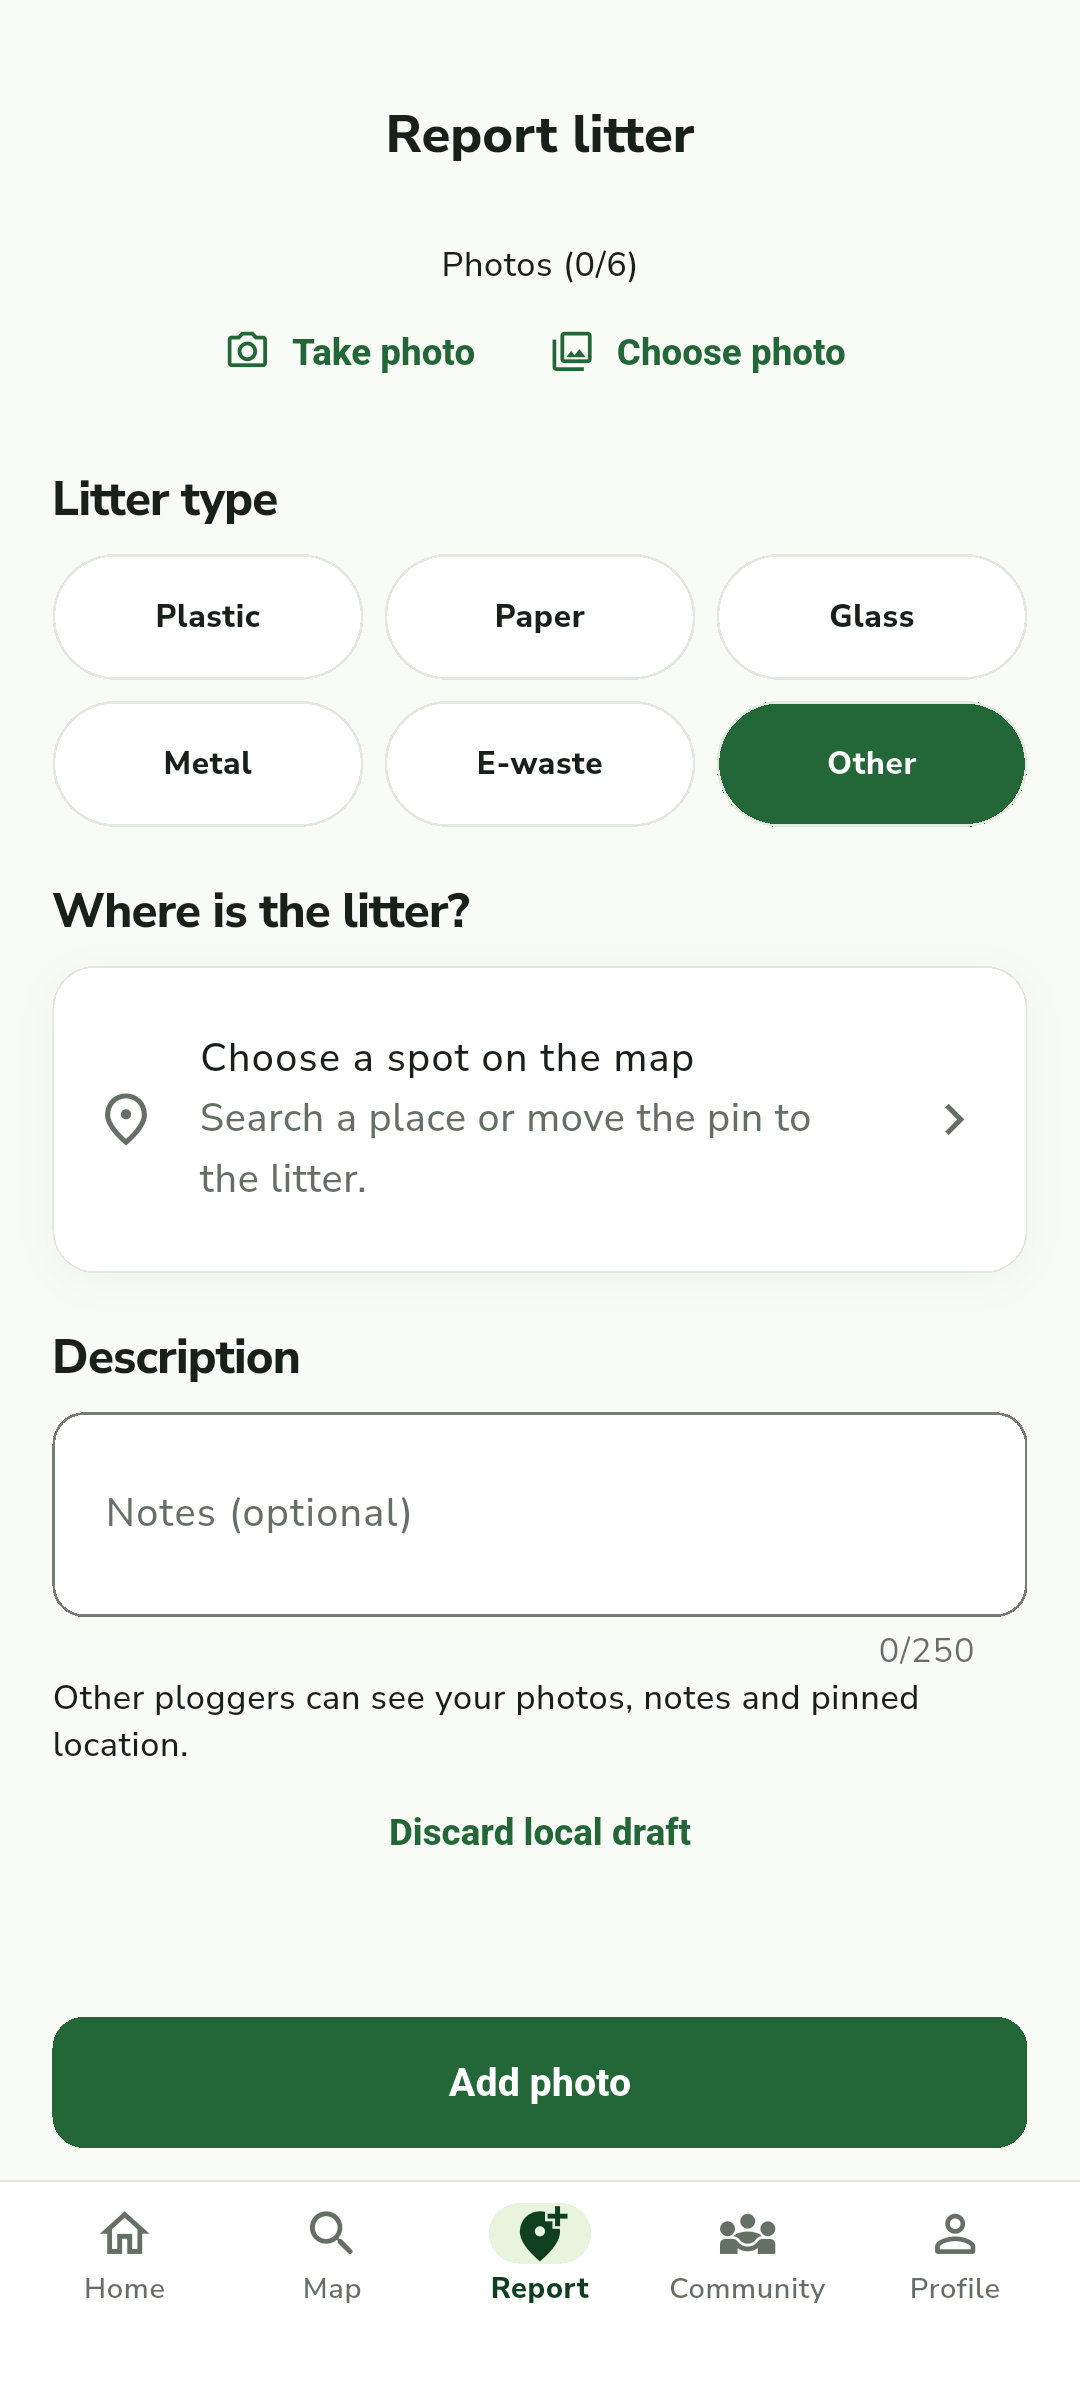 Report litter
Photos (0/6)
Take photo
Choose photo
Litter type
Plastic
Paper
Glass
Metal
E-waste
Other
Where is the litter?
Choose a spot on the map
Search a place or move the pin to
the litter.
Description
Notes (optional)
0/250
Other ploggers can see your photos, notes and pinned
location.
Discard local draft
Add photo
Home
Map
Report
Community
Profile